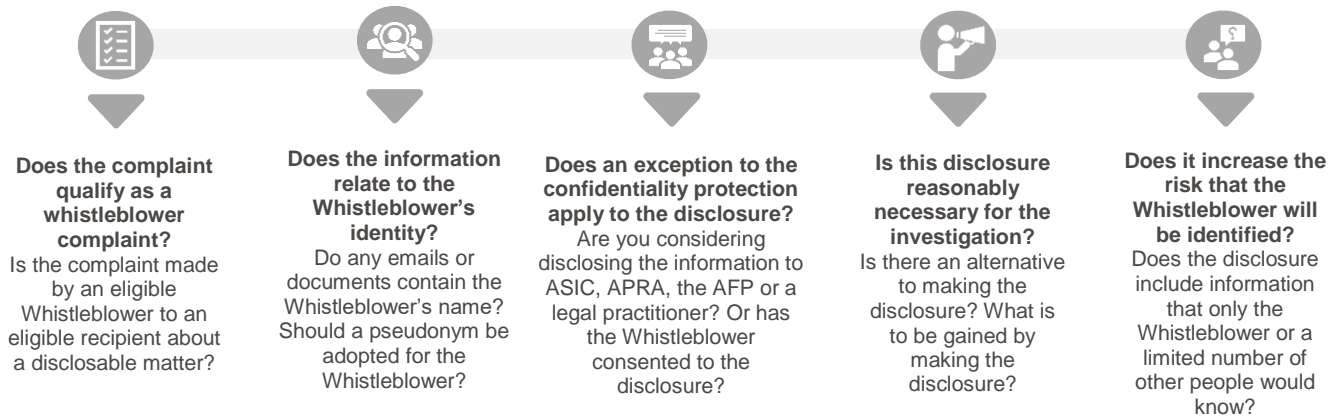 Does the complaint
qualify as a
whistleblower
complaint?
Is the complaint made
by an eligible
Whistleblower to an
eligible recipient about
a disclosable matter?
Does the information
relate to the
Whistleblower's
identity?
Do any emails or
documents contain the
Whistleblower's name?
Should a pseudonym be
adopted for the
Whistleblower?
Does an exception to the
confidentiality protection
apply to the disclosure?
Are you considering
disclosing the information to
ASIC, APRA, the AFP or a
legal practitioner? Or has
the Whistleblower
consented to the
disclosure?
Is this disclosure
reasonably
necessary for the
investigation?
Is there an alternative
to making the
disclosure? What is
to be gained by
making the
disclosure?
Does it increase the
risk that the
Whistleblower will
be identified?
Does the disclosure
include information
that only the
Whistleblower or a
limited number of
other people would
know?